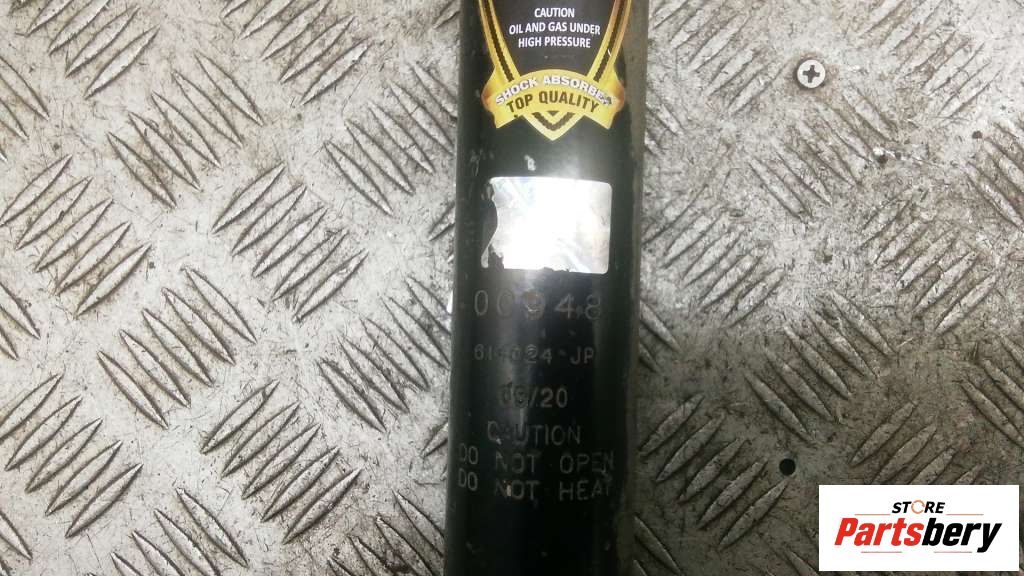 CAUTION
OIL AND GAS UNDER
HIGH PRESSURE
SHOCK ABSORBER
TOP QUALITY
00948
JP
CAUTION
DO NOT OPEN
DO NOT HEAT
STORE
Partsbery